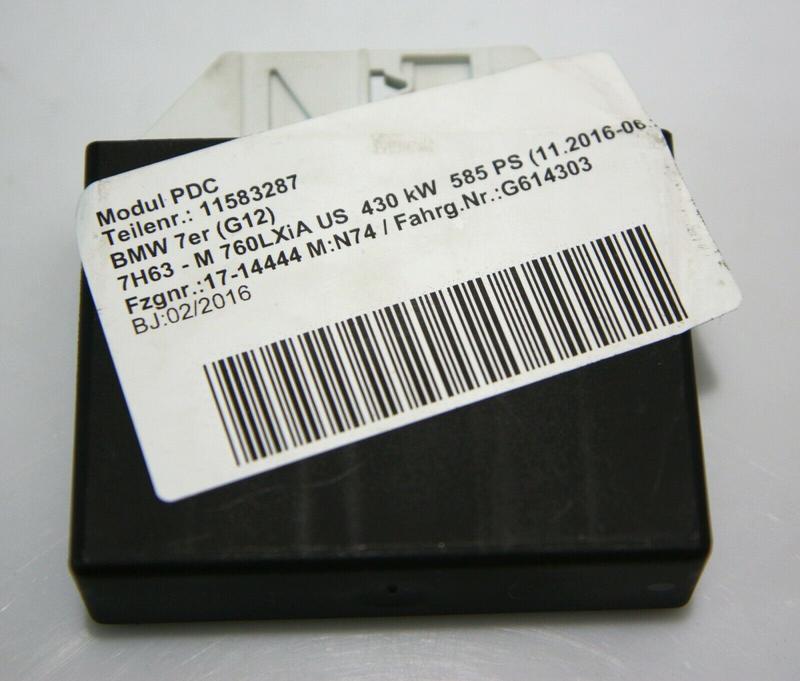 Modul PDC
Teilenr.: 11583287
BMW 7er (G12)
7H63 - M 760LXiA US 430 kW 585 PS (11.2016-06.
Fzgnr.:17-14444 M:N74 / Fahrg.Nr.:G614303
BJ:02/2016